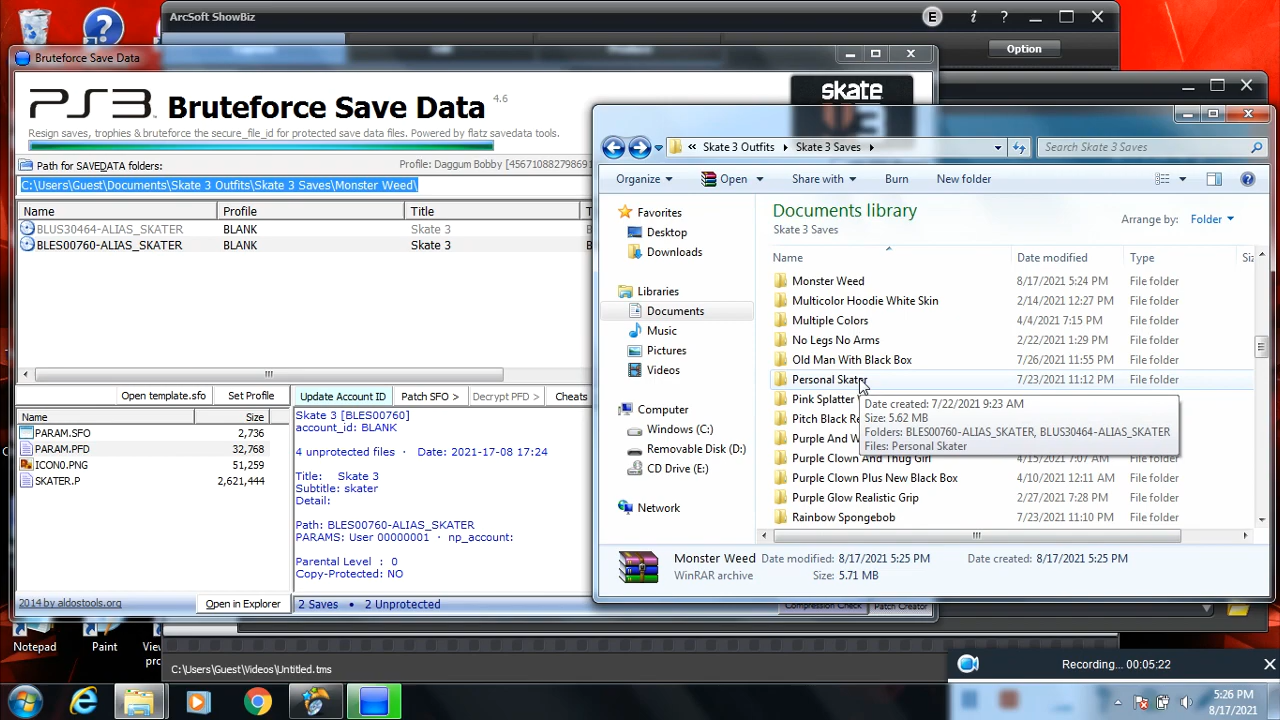 ArcSoft ShowBiz
E i ?
Option
Bruteforce Save Data
PS3 Bruteforce Save Data 4.6
skate
3
Resign saves, trophies & bruteforce the secure_file_id for protected save data files. Powered by flatz savedata tools.
Path for SAVEDATA folders:
Profile: Daggum Bobby [456710882798691
C:\Users\Guest\Documents\Skate 3 Outfits\Skate 3 Saves\Monster Weed\
Name Profile Title T
BLUS30464-ALIAS_SKATER BLANK Skate 3
BLES00760-ALIAS_SKATER BLANK Skate 3
Open template.sfo Set Profile Update Account ID Patch SFO > Decrypt PFD > Cheats
Name Size
PARAM.SFO 2,736
PARAM.PFD 32,768
ICON0.PNG 51,259
SKATER.P 2,621,444
Skate 3 [BLES00760]
account_id: BLANK
4 unprotected files • 2021-17-08 17:24
Title: Skate 3
Subtitle: skater
Detail:
Path: BLES00760-ALIAS_SKATER
PARAMS: User 00000001 • np_account:
Parental Level : 0
Copy-Protected: NO
2014 by aldostools.org Open in Explorer 2 Saves • 2 Unprotected Compression Check Patch Creator
« Skate 3 Outfits Skate 3 Saves
Search Skate 3 Saves
Organize Open Share with Burn New folder
Favorites
Desktop
Downloads
Libraries
Documents
Music
Pictures
Videos
Computer
Windows (C:)
Removable Disk (D:)
CD Drive (E:)
Network
Documents library
Skate 3 Saves
Arrange by: Folder
Name Date modified Type Siz
Monster Weed 8/17/2021 5:24 PM File folder
Multicolor Hoodie White Skin 2/14/2021 12:27 PM File folder
Multiple Colors 4/4/2021 7:15 PM File folder
No Legs No Arms 2/22/2021 1:29 PM File folder
Old Man With Black Box 7/26/2021 11:55 PM File folder
Personal Skater 7/23/2021 11:12 PM File folder
Pink Splatter
Pitch Black Re
Purple And W
Purple Clown And Thug Girl 4/15/2021 7:07 AM File folder
Purple Clown Plus New Black Box 4/10/2021 12:11 AM File folder
Purple Glow Realistic Grip 2/27/2021 7:28 PM File folder
Rainbow Spongebob 7/23/2021 11:10 PM File folder
Date created: 7/22/2021 9:23 AM
Size: 5.62 MB
Folders: BLES00760-ALIAS_SKATER, BLUS30464-ALIAS_SKATER
Files: Personal Skater
Monster Weed Date modified: 8/17/2021 5:25 PM Date created: 8/17/2021 5:25 PM
WinRAR archive Size: 5.71 MB
Notepad
Paint
C:\Users\Guest\Videos\Untitled.tms
Recording... 00:05:22
5:26 PM
8/17/2021